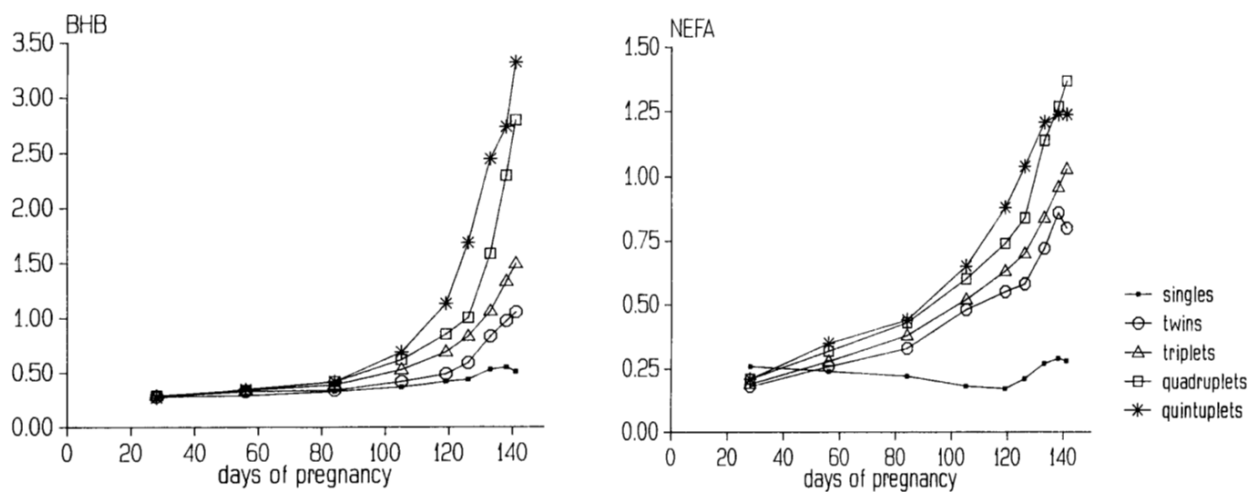 BHB
3.50
3.00
2.50
2.00
1.50
1.00
0.50
0.00
0 20 40 60 80 100 120 140
days of pregnancy
NEFA
1.50
1.25
1.00
0.75
0.50
0.25
0.00
0 20 40 60 80 100 120 140
days of pregnancy
singles
twins
triplets
quadruplets
quintuplets